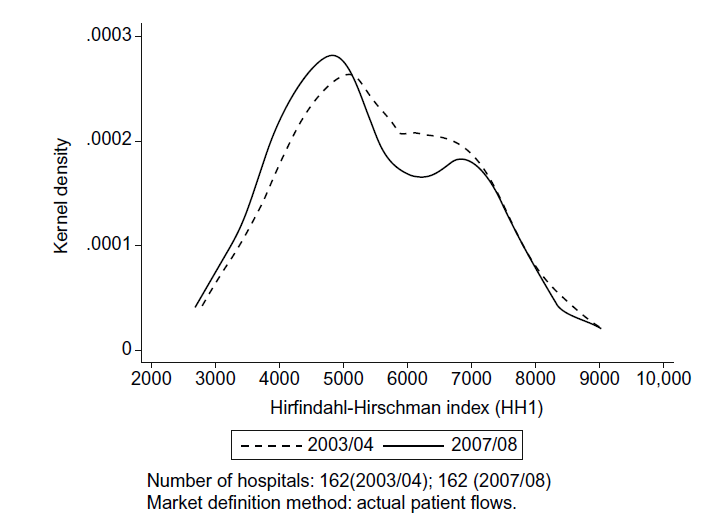 .0003
.0002
.0001
0
Kernel density
2000 3000 4000 5000 6000 7000 8000 9000 10,000
Hirfindahl-Hirschman index (HH1)
2003/04 2007/08
Number of hospitals: 162(2003/04); 162 (2007/08)
Market definition method: actual patient flows.